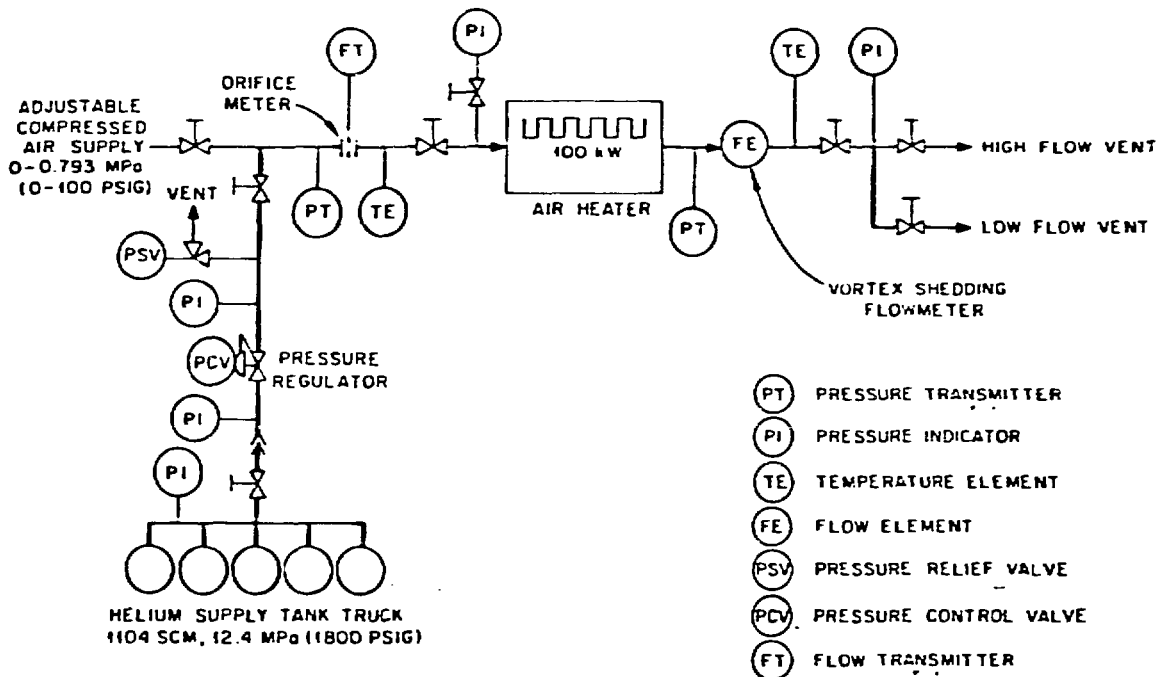 FT
PI
TE
PI
ORIFICE
METER
ADJUSTABLE
COMPRESSED
AIR SUPPLY
0-0.793 MPa
(0-100 PSIG)
100 kW
FE
HIGH FLOW VENT
VENT
PT
TE
AIR HEATER
PT
LOW FLOW VENT
PSV
VORTEX SHEDDING
FLOWMETER
PI
PCV
PRESSURE
REGULATOR
PI
PI
HELIUM SUPPLY TANK TRUCK
1104 SCM, 12.4 MPa (1800 PSIG)
PT PRESSURE TRANSMITTER
PI PRESSURE INDICATOR
TE TEMPERATURE ELEMENT
FE FLOW ELEMENT
PSV PRESSURE RELIEF VALVE
PCV PRESSURE CONTROL VALVE
FT FLOW TRANSMITTER